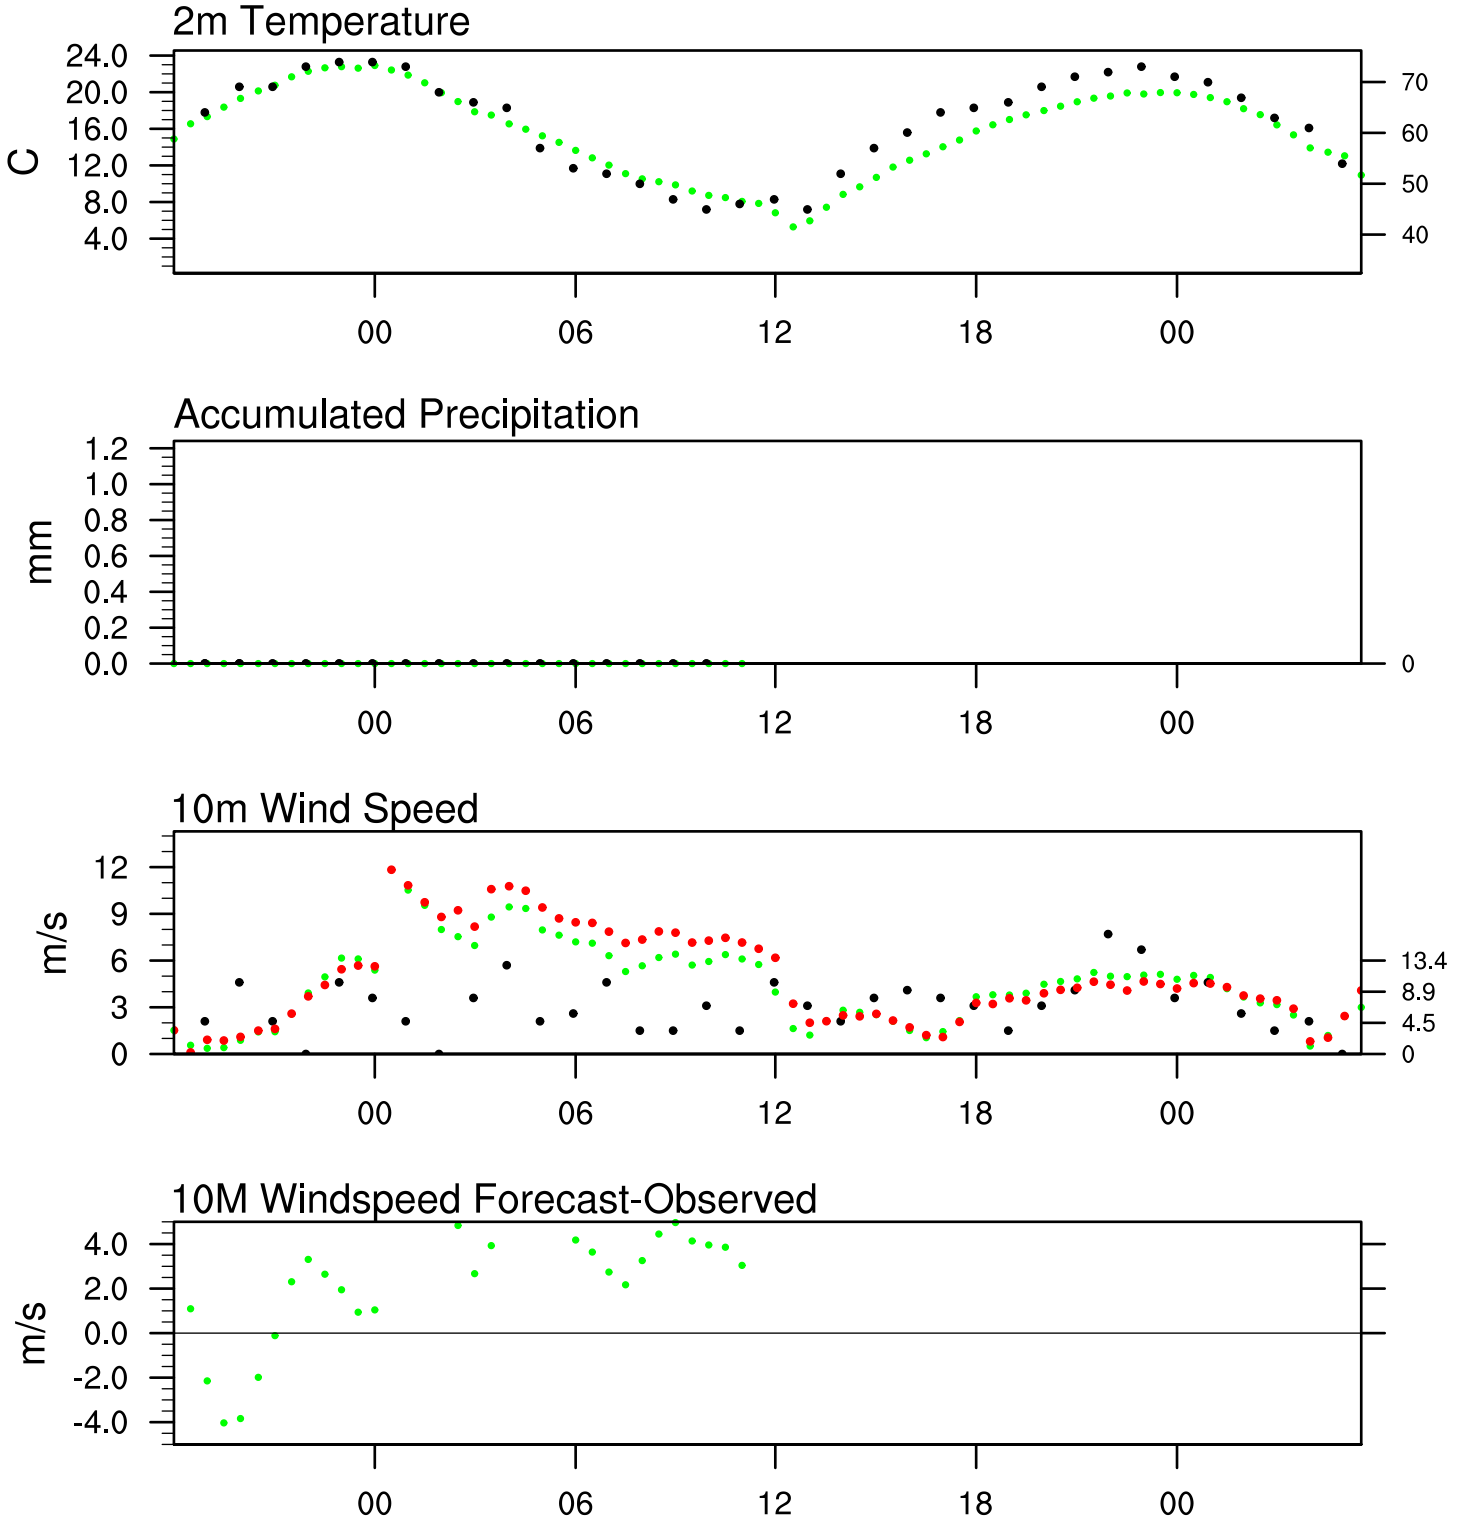 2m Temperature
24.0
20.0
16.0
12.0
8.0
4.0
C
70
60
50
40
00 06 12 18 00
Accumulated Precipitation
1.2
1.0
0.8
0.6
0.4
0.2
0.0
mm
0
00 06 12 18 00
10m Wind Speed
12
9
6
3
0
m/s
13.4
8.9
4.5
0
00 06 12 18 00
10M Windspeed Forecast-Observed
4.0
2.0
0.0
-2.0
-4.0
m/s
00 06 12 18 00